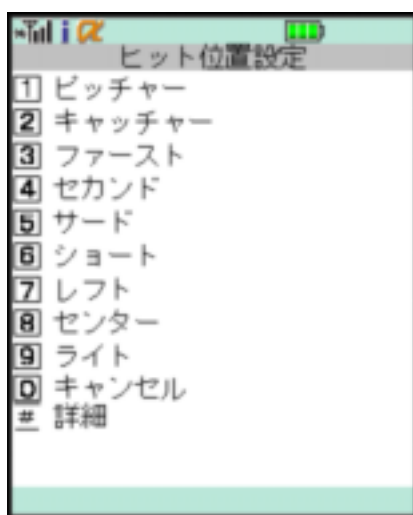 ヒット位置設定
1 ピッチャー
2 キャッチャー
3 ファースト
4 セカンド
5 サード
6 ショート
7 レフト
8 センター
9 ライト
0 キャンセル
# 詳細